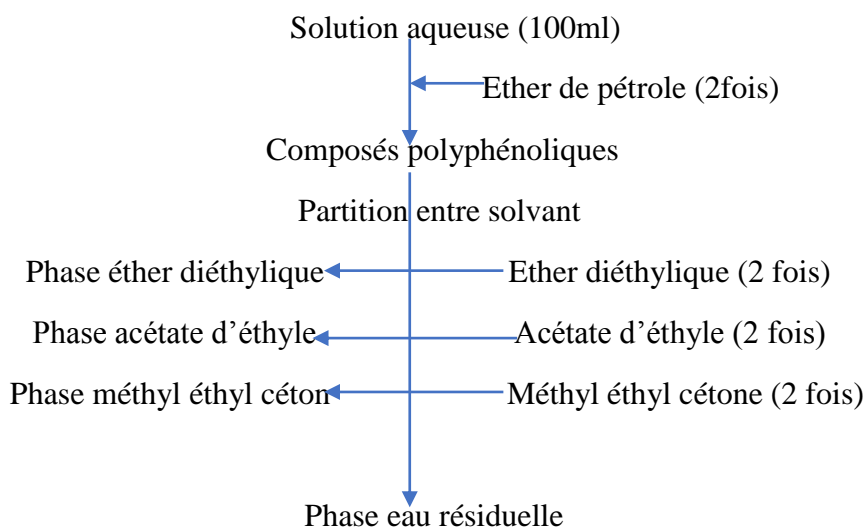 Solution aqueuse (100ml)
Ether de pétrole (2fois)
Composés polyphénoliques
Partition entre solvant
Phase éther diéthylique Ether diéthylique (2 fois)
Phase acétate d’éthyle Acétate d’éthyle (2 fois)
Phase méthyl éthyl céton Méthyl éthyl cétone (2 fois)
Phase eau résiduelle